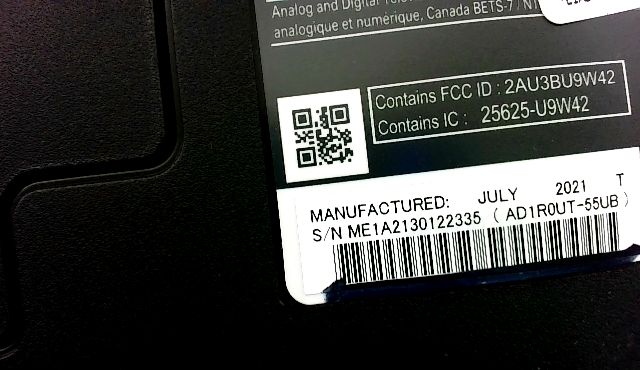 Analog and Digital
analogique et numérique, Canada BETS-7 /
Contains FCC ID : 2AU3BU9W42
Contains IC : 25625-U9W42
MANUFACTURED: JULY 2021 T
S/N ME1A2130122335 ( AD1R0UT-55UB )